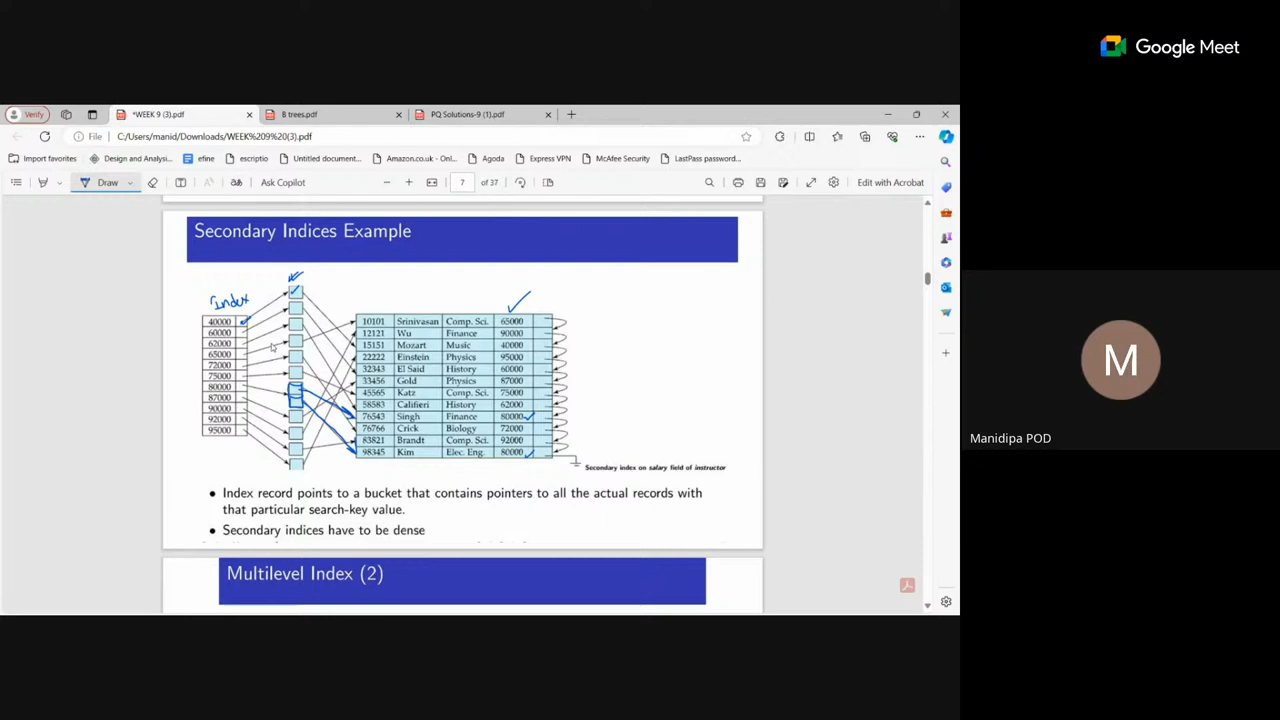 Google Meet
Verify
*WEEK 9 (3).pdf
B trees.pdf
PQ Solutions-9 (1).pdf
File
C:/Users/manid/Downloads/WEEK%209%20(3).pdf
Import favorites
Design and Analysi...
efine
escriptio
Untitled document...
Amazon.co.uk - Onl...
Agoda
Express VPN
McAfee Security
LastPass password...
Draw
Ask Copilot
7 of 37
Edit with Acrobat
Secondary Indices Example
Index
40000
60000
62000
65000
72000
75000
80000
87000
90000
92000
95000
10101 Srinivasan Comp. Sci. 65000
12121 Wu Finance 90000
15151 Mozart Music 40000
22222 Einstein Physics 95000
32343 El Said History 60000
33456 Gold Physics 87000
45565 Katz Comp. Sci. 75000
58583 Califieri History 62000
76543 Singh Finance 80000
76766 Crick Biology 72000
83821 Brandt Comp. Sci. 92000
98345 Kim Elec. Eng. 80000
Secondary index on salary field of instructor
• Index record points to a bucket that contains pointers to all the actual records with
that particular search-key value.
• Secondary indices have to be dense
Multilevel Index (2)
M
Manidipa POD